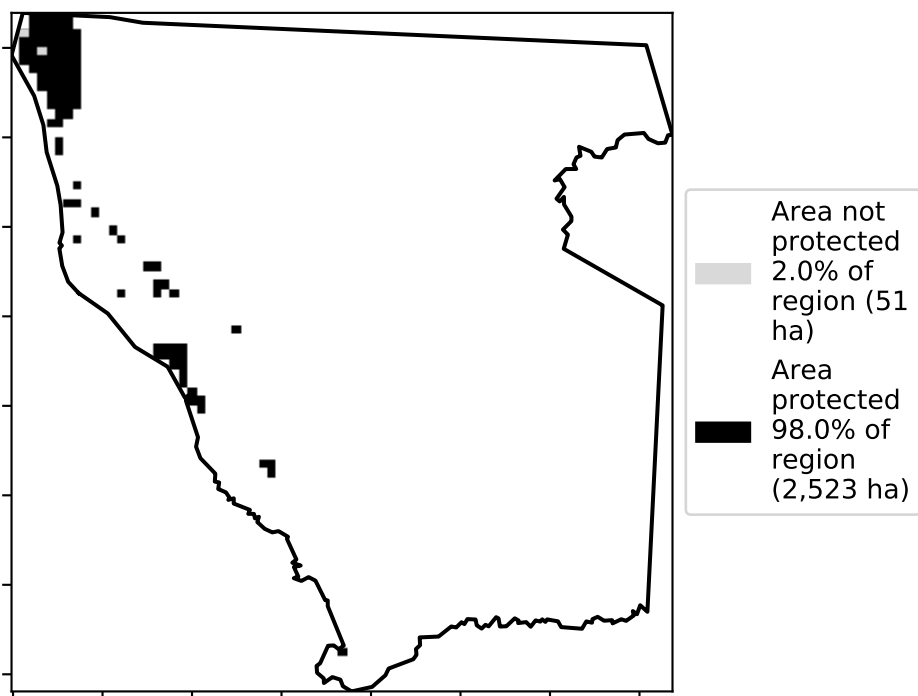 Area not
protected
2.0% of
region (51
ha)
Area
protected
98.0% of
region
(2,523 ha)